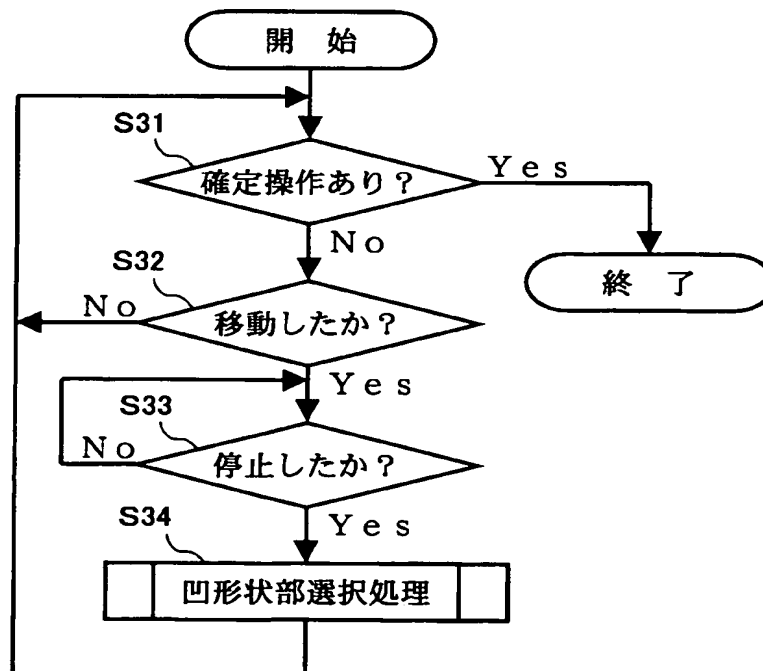 開 始
S31
確定操作あり？
Yes
No
S32
移動したか？
No
終 了
Yes
S33
停止したか？
No
Yes
S34
凹形状部選択処理